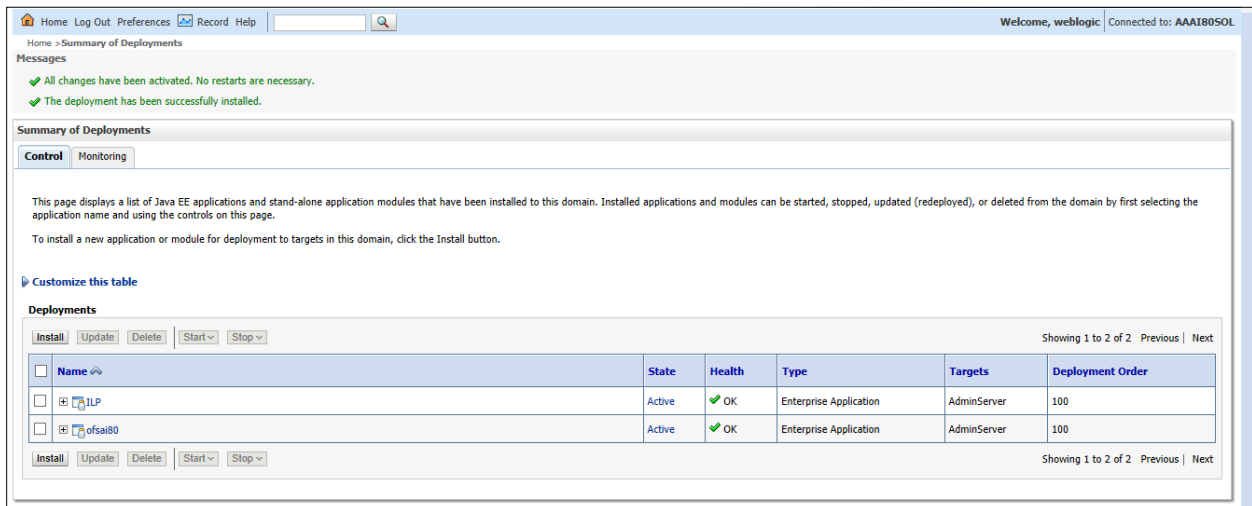 Home Log Out Preferences Record Help
Welcome, weblogic Connected to: AAAI80SOL
Home >Summary of Deployments
Messages
All changes have been activated. No restarts are necessary.
The deployment has been successfully installed.
Summary of Deployments
Control Monitoring
This page displays a list of Java EE applications and stand-alone application modules that have been installed to this domain. Installed applications and modules can be started, stopped, updated (redeployed), or deleted from the domain by first selecting the
application name and using the controls on this page.
To install a new application or module for deployment to targets in this domain, click the Install button.
Customize this table
Deployments
Install Update Delete Start Stop Showing 1 to 2 of 2 Previous | Next
Name State Health Type Targets Deployment Order
ILP Active OK Enterprise Application AdminServer 100
ofsai80 Active OK Enterprise Application AdminServer 100
Install Update Delete Start Stop Showing 1 to 2 of 2 Previous | Next